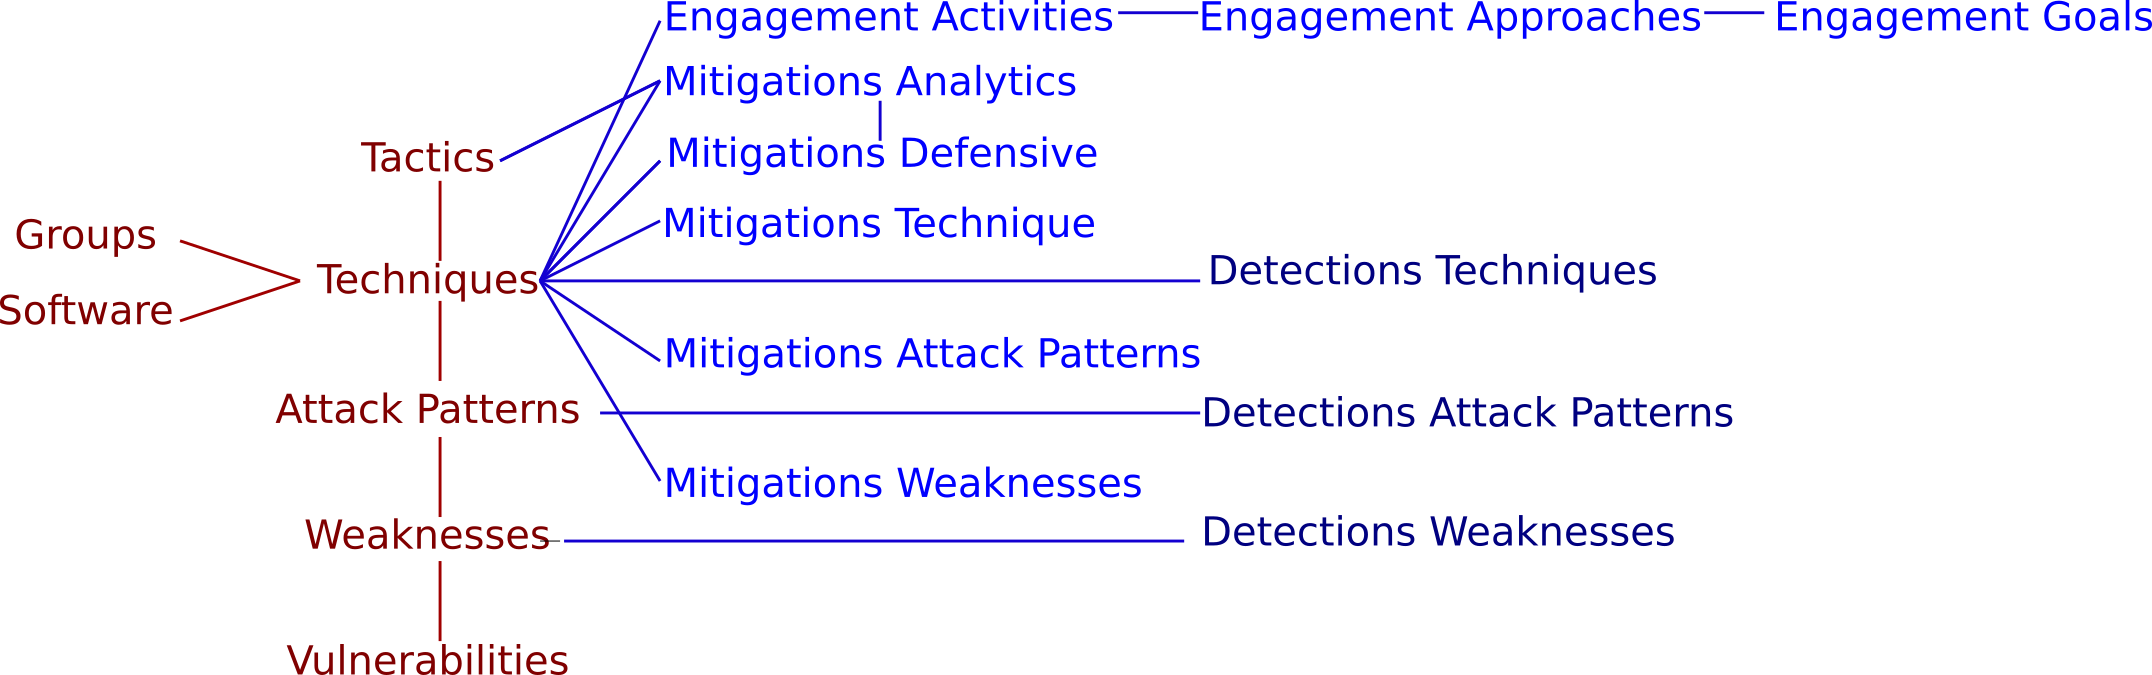 Engagement Activities
Engagement Approaches
Engagement Goals
Mitigations Analytics
Tactics
Mitigations Defensive
Groups
Mitigations Technique
Techniques
Detections Techniques
Software
Mitigations Attack Patterns
Attack Patterns
Detections Attack Patterns
Mitigations Weaknesses
Weaknesses
Detections Weaknesses
Vulnerabilities